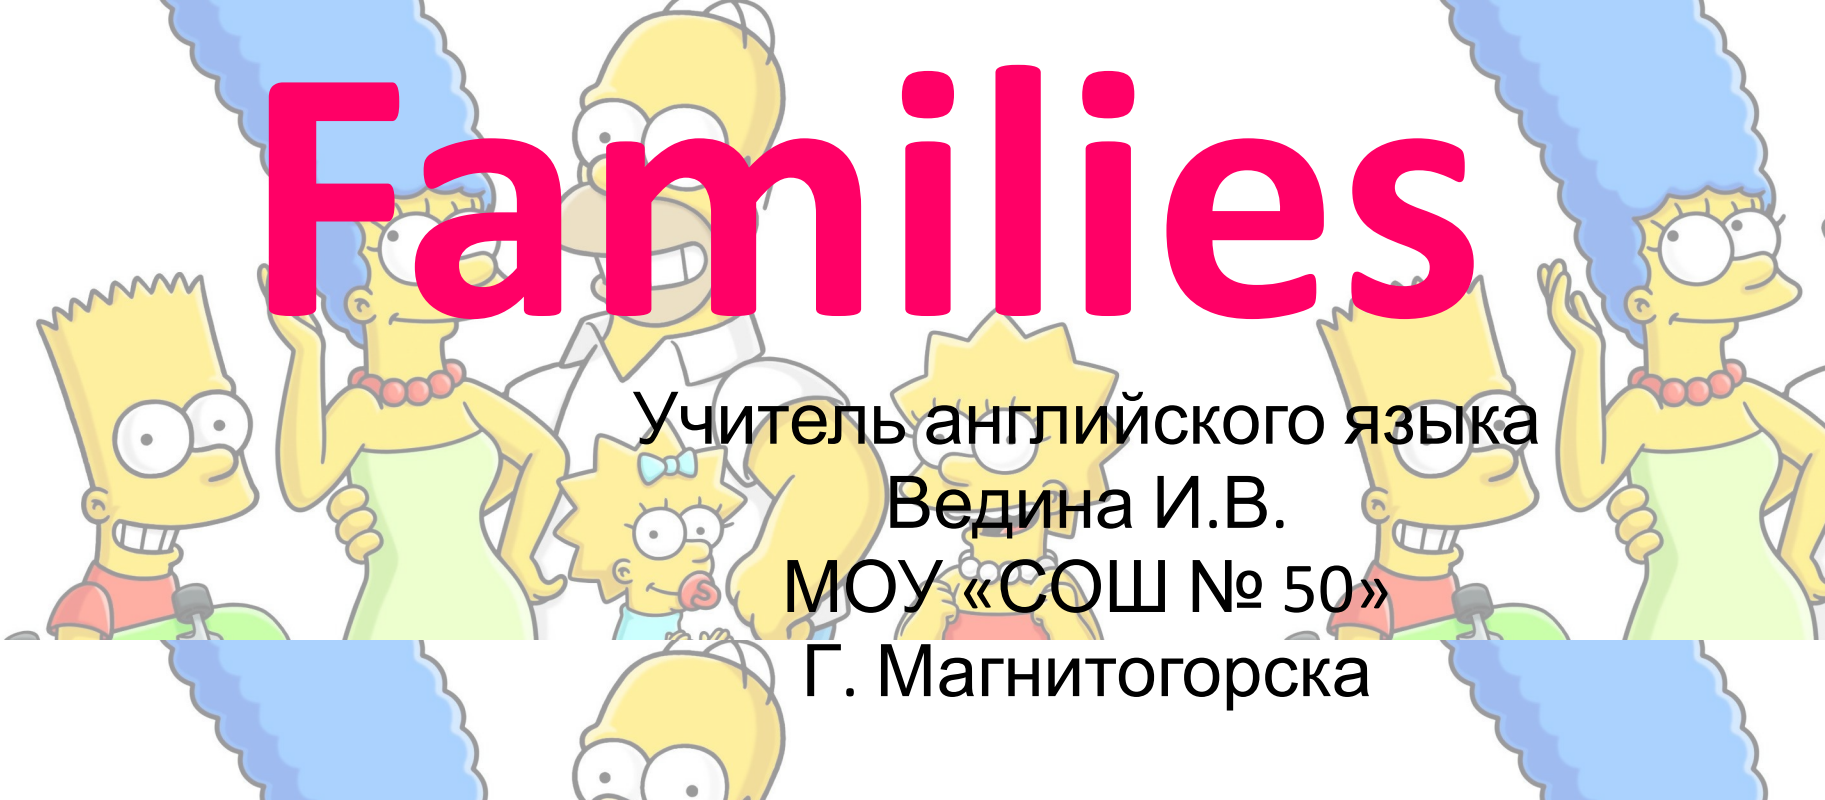 Families
Учитель английского языка
Ведина И.В.
МОУ «СОШ № 50»
Г. Магнитогорска